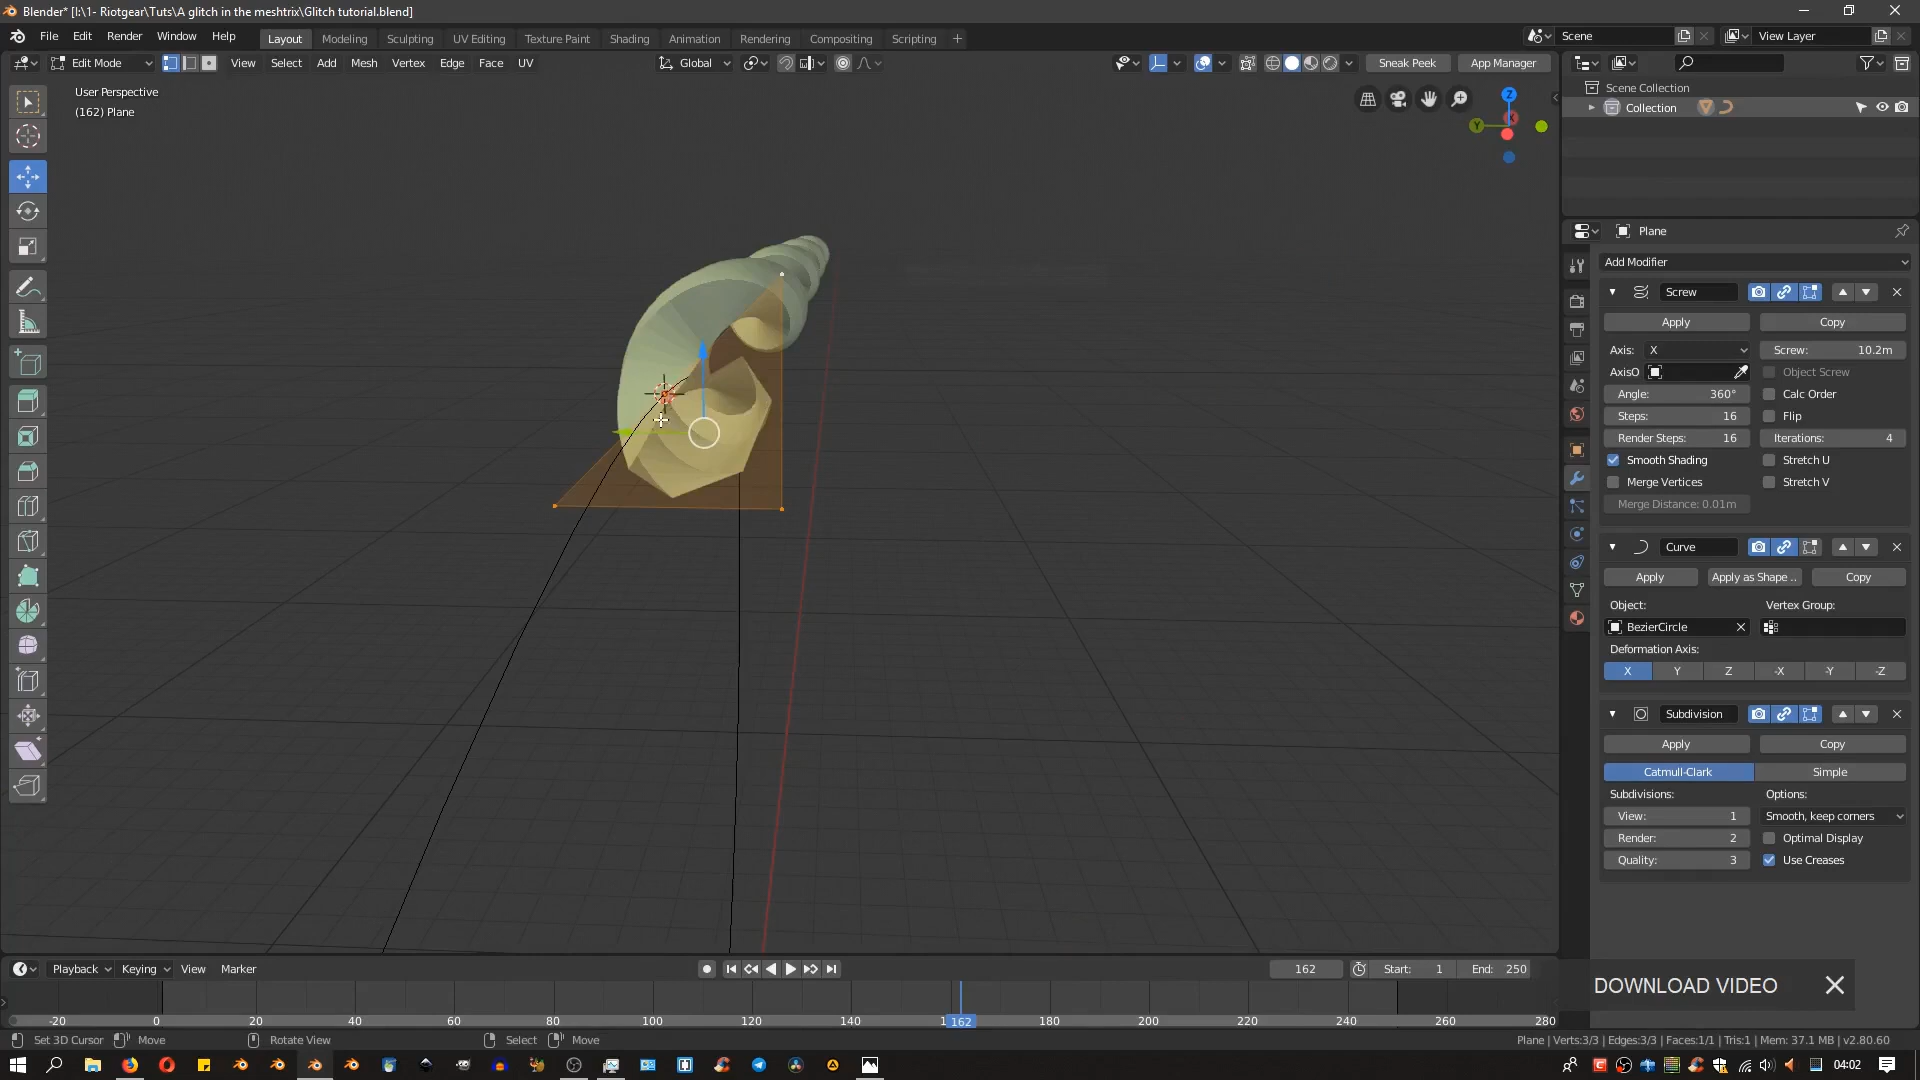 Blender* [I:\1- Riotgear\Tuts\A glitch in the meshtrix\Glitch tutorial.blend]
File Edit Render Window Help Layout Modeling Sculpting UV Editing Texture Paint Shading Animation Rendering Compositing Scripting + Scene View Layer
Edit Mode View Select Add Mesh Vertex Edge Face UV Global Sneak Peek App Manager
User Perspective
(162) Plane
Z
X
Y
Scene Collection
Collection
Plane
Add Modifier
Screw
Apply Copy
Axis: X Screw: 10.2m
AxisO Object Screw
Angle: 360° Calc Order
Steps: 16 Flip
Render Steps: 16 Iterations: 4
Smooth Shading Stretch U
Merge Vertices Stretch V
Merge Distance: 0.01m
Curve
Apply Apply as Shape .. Copy
Object: Vertex Group:
BezierCircle
Deformation Axis:
X Y Z -X -Y -Z
Subdivision
Apply Copy
Catmull-Clark Simple
Subdivisions: Options:
View: 1 Smooth, keep corners
Render: 2 Optimal Display
Quality: 3 Use Creases
Playback Keying View Marker 162 Start: 1 End: 250
DOWNLOAD VIDEO
-20 0 20 40 60 80 100 120 140 162 180 200 220 240 260 280
Set 3D Cursor Move Rotate View Select Move Plane | Verts:3/3 | Edges:3/3 | Faces:1/1 | Tris:1 | Mem: 37.1 MB | v2.80.60
04:02